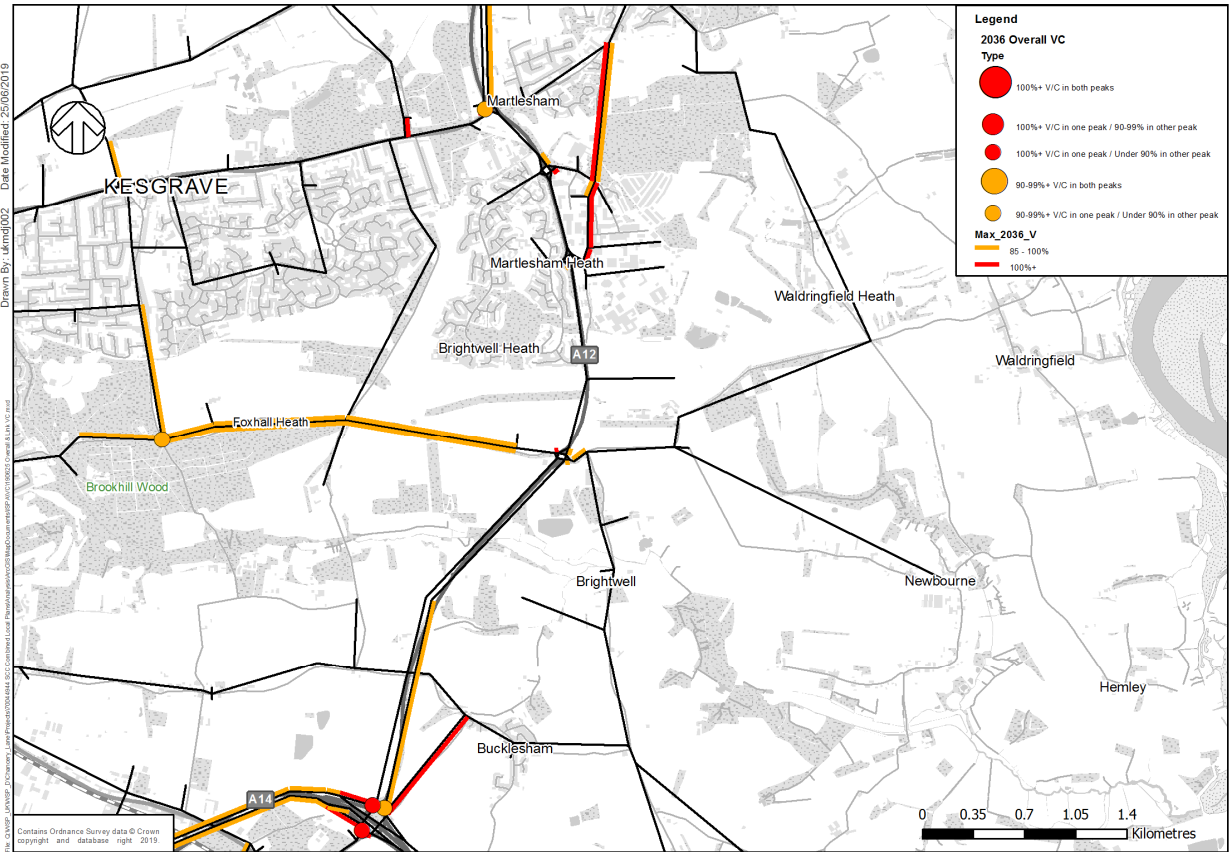 Legend
2036 Overall VC
Type
100%+ V/C in both peaks
100%+ V/C in one peak / 90-99% in other peak
100%+ V/C in one peak / Under 90% in other peak
90-99%+ V/C in both peaks
90-99%+ V/C in one peak / Under 90% in other peak
Max_2036_V
85 - 100%
100%+
Date Modified: 25/06/2019
Drawn By: ukmdj002
Martlesham
KESGRAVE
Martlesham Heath
Waldringfield Heath
Brightwell Heath
A12
Waldringfield
Foxhall Heath
Brookhill Wood
Brightwell
Newbourne
Hemley
Bucklesham
A14
0 0.35 0.7 1.05 1.4
Kilometres
Contains Ordnance Survey data © Crown
copyright and database right 2019.